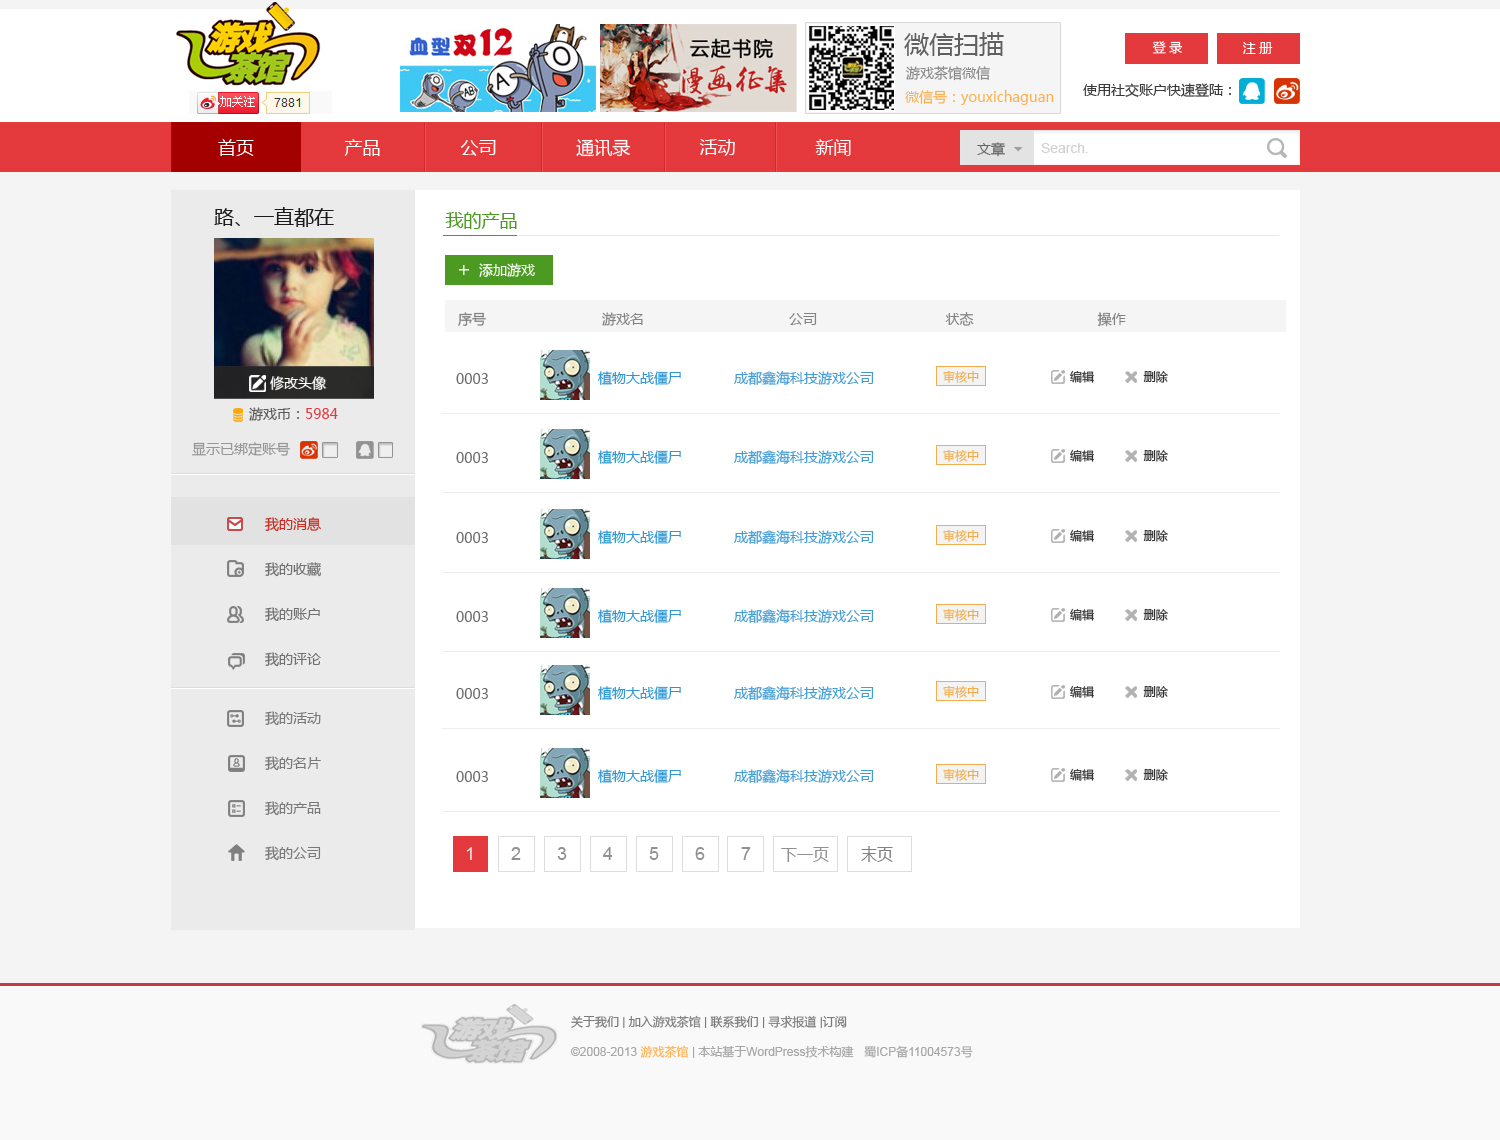 游戏茶馆
加关注 7881
血型双12
A
O
AB
B
云起书院
漫画征集
微信扫描
游戏茶馆微信
微信号：youxichaguan
登 录 注 册
使用社交账户快速登陆：
首页 产品 公司 通讯录 活动 新闻 文章 Search.
路、一直都在
修改头像
游戏币：5984
显示已绑定账号
我的消息
我的收藏
我的账户
我的评论
我的活动
我的名片
我的产品
我的公司
我的产品
+ 添加游戏
序号 游戏名 公司 状态 操作
0003 植物大战僵尸 成都鑫海科技游戏公司 审核中 编辑 删除
0003 植物大战僵尸 成都鑫海科技游戏公司 审核中 编辑 删除
0003 植物大战僵尸 成都鑫海科技游戏公司 审核中 编辑 删除
0003 植物大战僵尸 成都鑫海科技游戏公司 审核中 编辑 删除
0003 植物大战僵尸 成都鑫海科技游戏公司 审核中 编辑 删除
0003 植物大战僵尸 成都鑫海科技游戏公司 审核中 编辑 删除
1 2 3 4 5 6 7 下一页 末页
游戏茶馆
关于我们 | 加入游戏茶馆 | 联系我们 | 寻求报道 |订阅
©2008-2013 游戏茶馆 | 本站基于WordPress技术构建 蜀ICP备11004573号